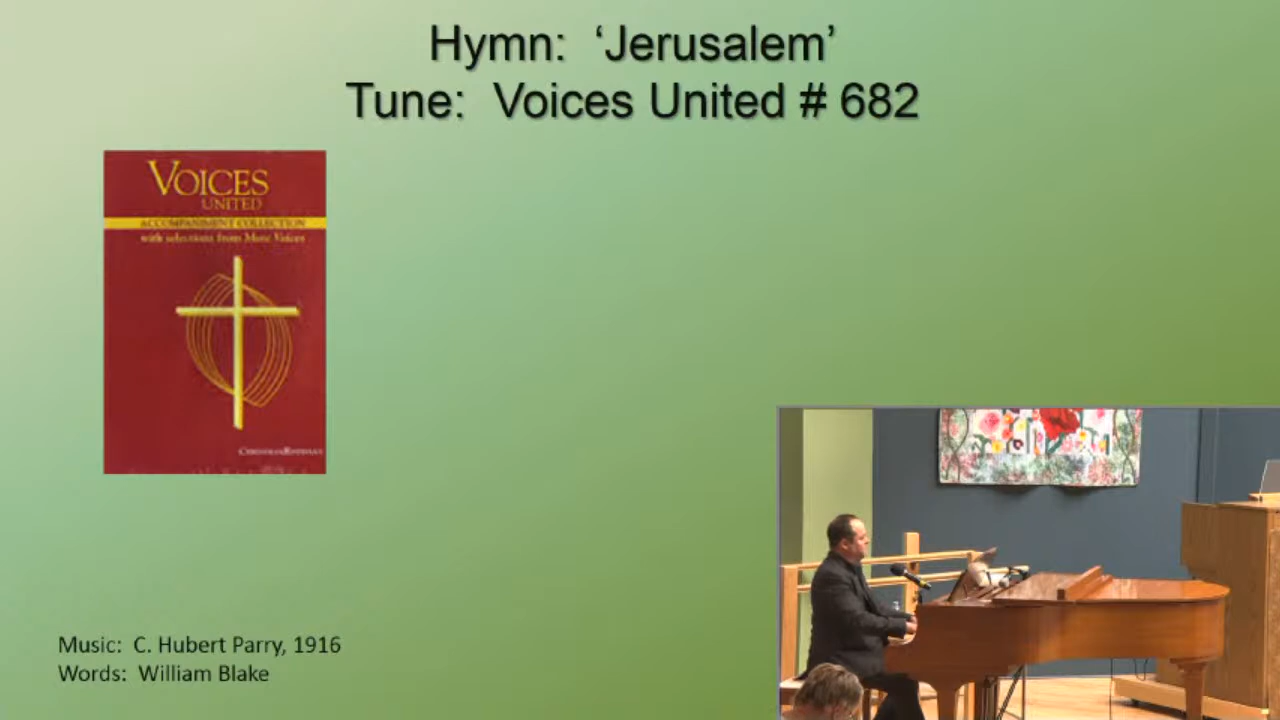 Hymn:  ‘Jerusalem’
Tune:  Voices United # 682
VOICES
UNITED
ACCOMPANIMENT COLLECTION
with selections from More Voices
Music:  C. Hubert Parry, 1916
Words:  William Blake